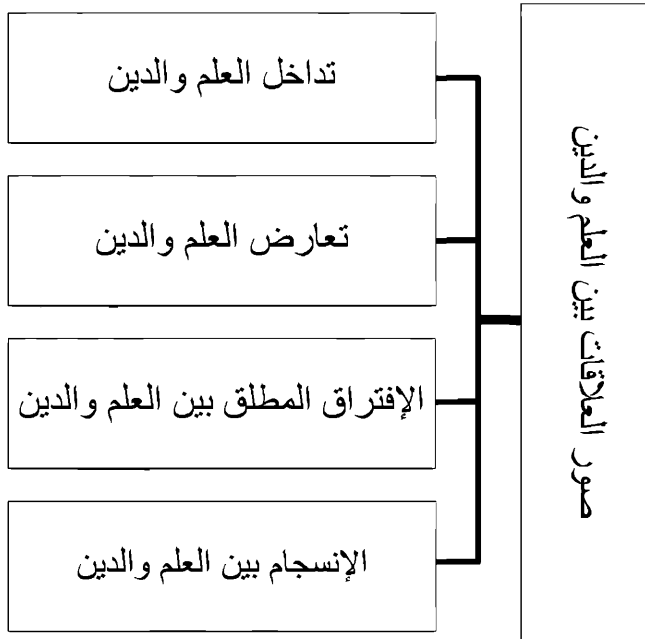 صور العلاقات بين العلم والدين
تداخل العلم والدين
تعارض العلم والدين
الإفتراق المطلق بين العلم والدين
الإنسجام بين العلم والدين